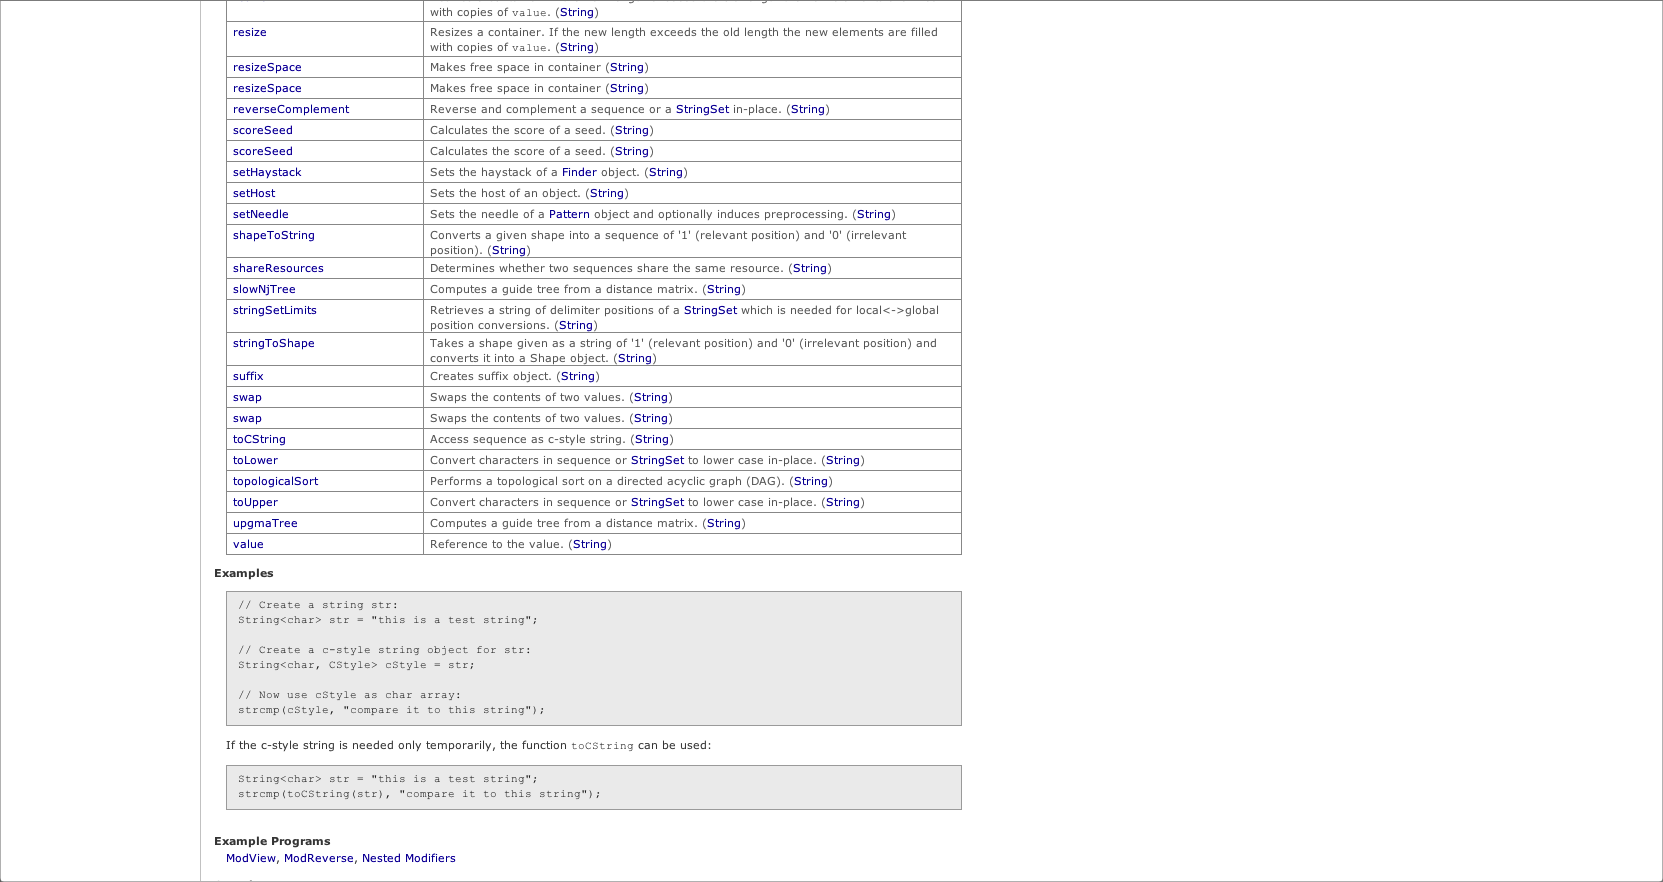 with copies of value. (String)
resize Resizes a container. If the new length exceeds the old length the new elements are filled
with copies of value. (String)
resizeSpace Makes free space in container (String)
resizeSpace Makes free space in container (String)
reverseComplement Reverse and complement a sequence or a StringSet in-place. (String)
scoreSeed Calculates the score of a seed. (String)
scoreSeed Calculates the score of a seed. (String)
setHaystack Sets the haystack of a Finder object. (String)
setHost Sets the host of an object. (String)
setNeedle Sets the needle of a Pattern object and optionally induces preprocessing. (String)
shapeToString Converts a given shape into a sequence of '1' (relevant position) and '0' (irrelevant
position). (String)
shareResources Determines whether two sequences share the same resource. (String)
slowNjTree Computes a guide tree from a distance matrix. (String)
stringSetLimits Retrieves a string of delimiter positions of a StringSet which is needed for local<->global
position conversions. (String)
stringToShape Takes a shape given as a string of '1' (relevant position) and '0' (irrelevant position) and
converts it into a Shape object. (String)
suffix Creates suffix object. (String)
swap Swaps the contents of two values. (String)
swap Swaps the contents of two values. (String)
toCString Access sequence as c-style string. (String)
toLower Convert characters in sequence or StringSet to lower case in-place. (String)
topologicalSort Performs a topological sort on a directed acyclic graph (DAG). (String)
toUpper Convert characters in sequence or StringSet to lower case in-place. (String)
upgmaTree Computes a guide tree from a distance matrix. (String)
value Reference to the value. (String)
Examples
// Create a string str:
String<char> str = "this is a test string";
// Create a c-style string object for str:
String<char, CStyle> cStyle = str;
// Now use cStyle as char array:
strcmp(cStyle, "compare it to this string");
If the c-style string is needed only temporarily, the function toCString can be used:
String<char> str = "this is a test string";
strcmp(toCString(str), "compare it to this string");
Example Programs
ModView, ModReverse, Nested Modifiers